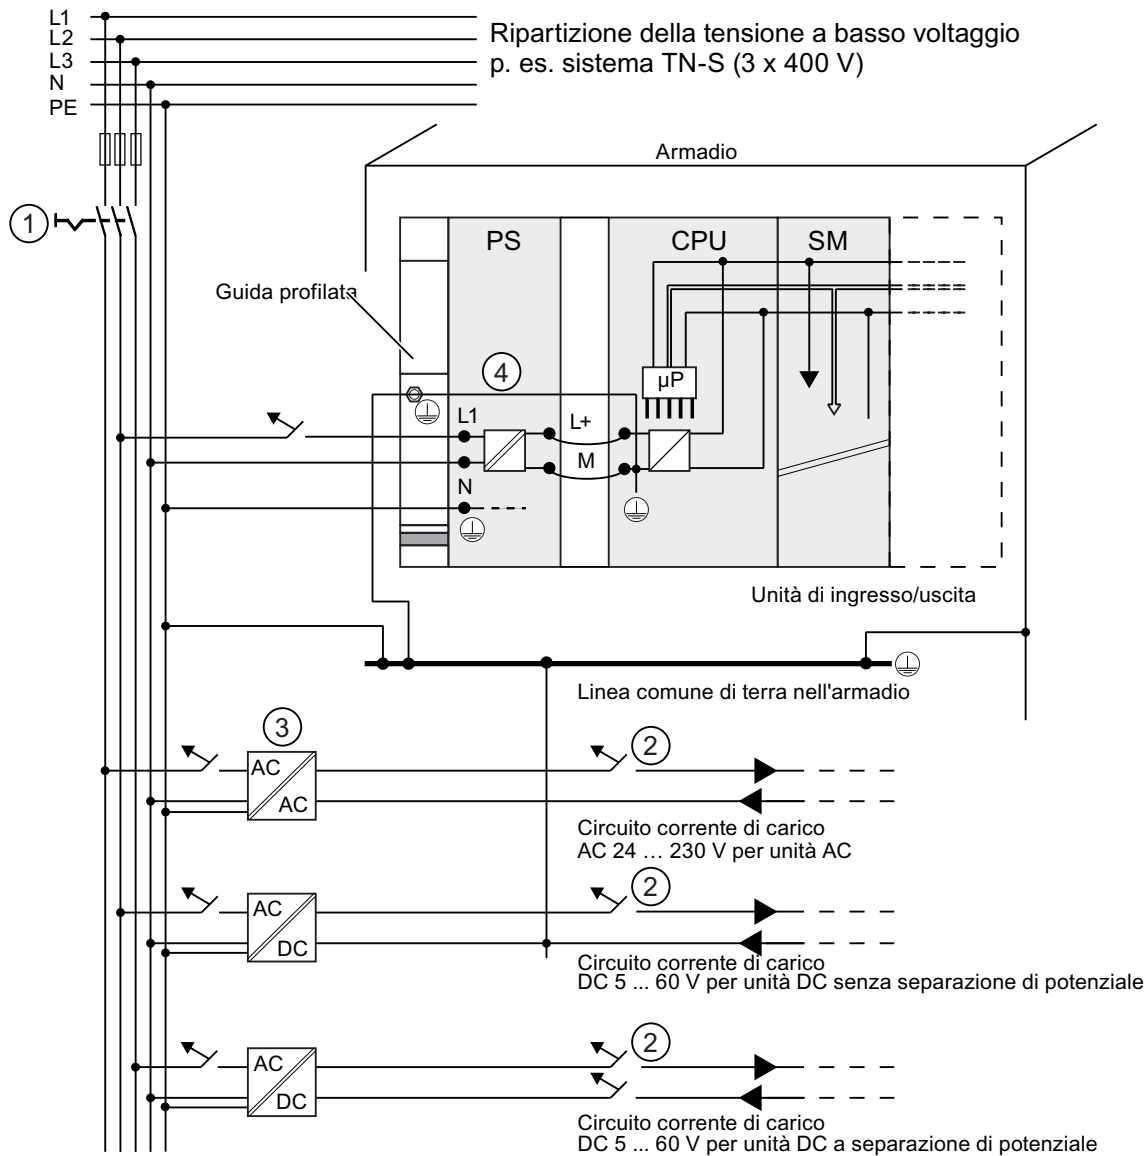 L1
L2
L3
N
PE
Ripartizione della tensione a basso voltaggio
p. es. sistema TN-S (3 x 400 V)
Armadio
1
PS
CPU
SM
Guida profilata
4
µP
L1
L+
M
N
Unità di ingresso/uscita
Linea comune di terra nell'armadio
3
2
AC
AC
Circuito corrente di carico
AC 24 … 230 V per unità AC
2
AC
DC
Circuito corrente di carico
DC 5 ... 60 V per unità DC senza separazione di potenziale
2
AC
DC
Circuito corrente di carico
DC 5 ... 60 V per unità DC a separazione di potenziale